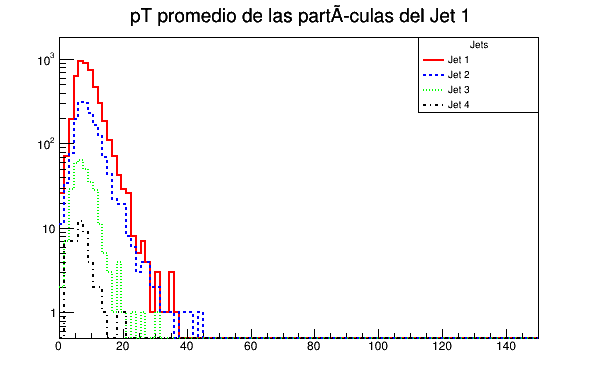 pT promedio de las partÃ-culas del Jet 1
Jets
Jet 1
Jet 2
Jet 3
Jet 4
10³
10²
10
1
0 20 40 60 80 100 120 140